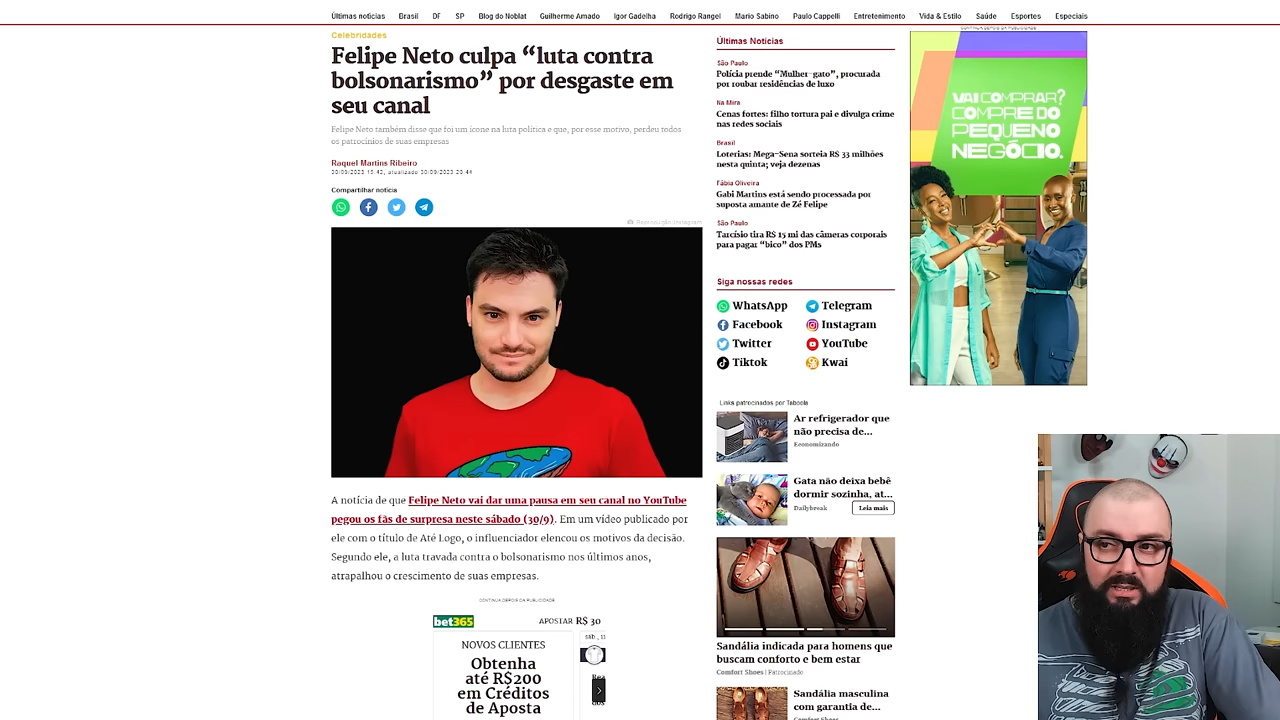 Últimas notícias Brasil DF SP Blog do Noblat Guilherme Amado Igor Gadelha Rodrigo Rangel Mario Sabino Paulo Cappelli Entretenimento Vida & Estilo Saúde Esportes Especiais
Celebridades
Felipe Neto culpa “luta contra
bolsonarismo” por desgaste em
seu canal
Felipe Neto também disse que foi um ícone na luta política e que, por esse motivo, perdeu todos
os patrocínios de suas empresas
Raquel Martins Ribeiro
Compartilhar notícia
Reprodução/Instagram
A notícia de que Felipe Neto vai dar uma pausa em seu canal no YouTube
pegou os fãs de surpresa neste sábado (30/9). Em um vídeo publicado por
ele com o título de Até Logo, o influenciador elencou os motivos da decisão.
Segundo ele, a luta travada contra o bolsonarismo nos últimos anos,
atrapalhou o crescimento de suas empresas.
CONTINUA DEPOIS DA PUBLICIDADE
bet365
APOSTAR R$ 30
NOVOS CLIENTES
Obtenha
até R$200
em Créditos
de Aposta
Últimas Notícias
São Paulo
Polícia prende “Mulher-gato”, procurada
por roubar residências de luxo
Na Mira
Cenas fortes: filho tortura pai e divulga crime
nas redes sociais
Brasil
Loterias: Mega-Sena sorteia R$ 33 milhões
nesta quinta; veja dezenas
Fábia Oliveira
Gabi Martins está sendo processada por
suposta amante de Zé Felipe
São Paulo
Tarcísio tira R$ 15 mi das câmeras corporais
para pagar “bico” dos PMs
Siga nossas redes
WhatsApp Telegram
Facebook Instagram
Twitter YouTube
Tiktok Kwai
Links patrocinados por Taboola
Ar refrigerador que
não precisa de...
Economizando
Gata não deixa bebê
dormir sozinha, at...
Dailybreak
Leia mais
Sandália indicada para homens que
buscam conforto e bem estar
Comfort Shoes | Patrocinado
Sandália masculina
com garantia de...
Comfort Shoes
VAI COMPRAR?
COMPRE DO
PEQUENO
NEGÓCIO.